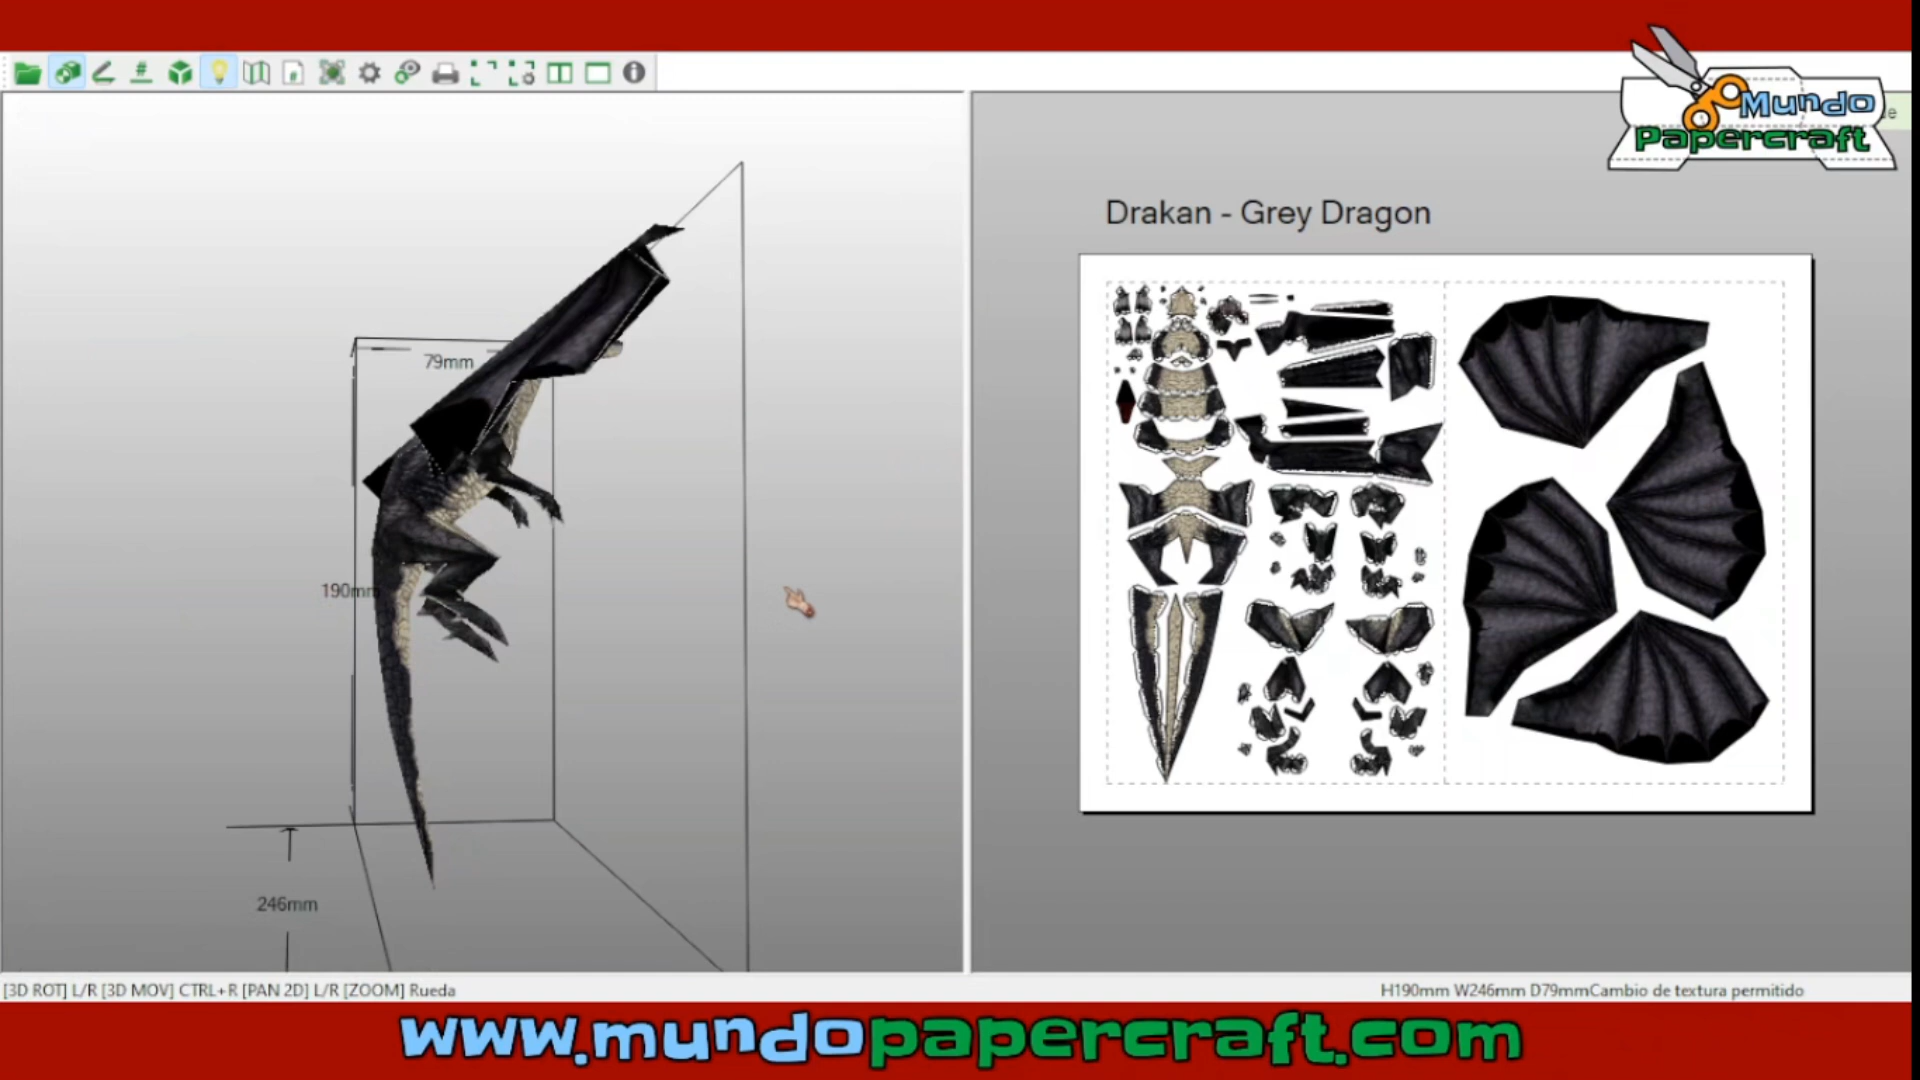 Mundo
Papercraft
Drakan - Grey Dragon
79mm
190mm
246mm
[3D ROT] L/R [3D MOV] CTRL+R [PAN 2D] L/R [ZOOM] Rueda
H190mm W246mm D79mmCambio de textura permitido
www.mundopapercraft.com